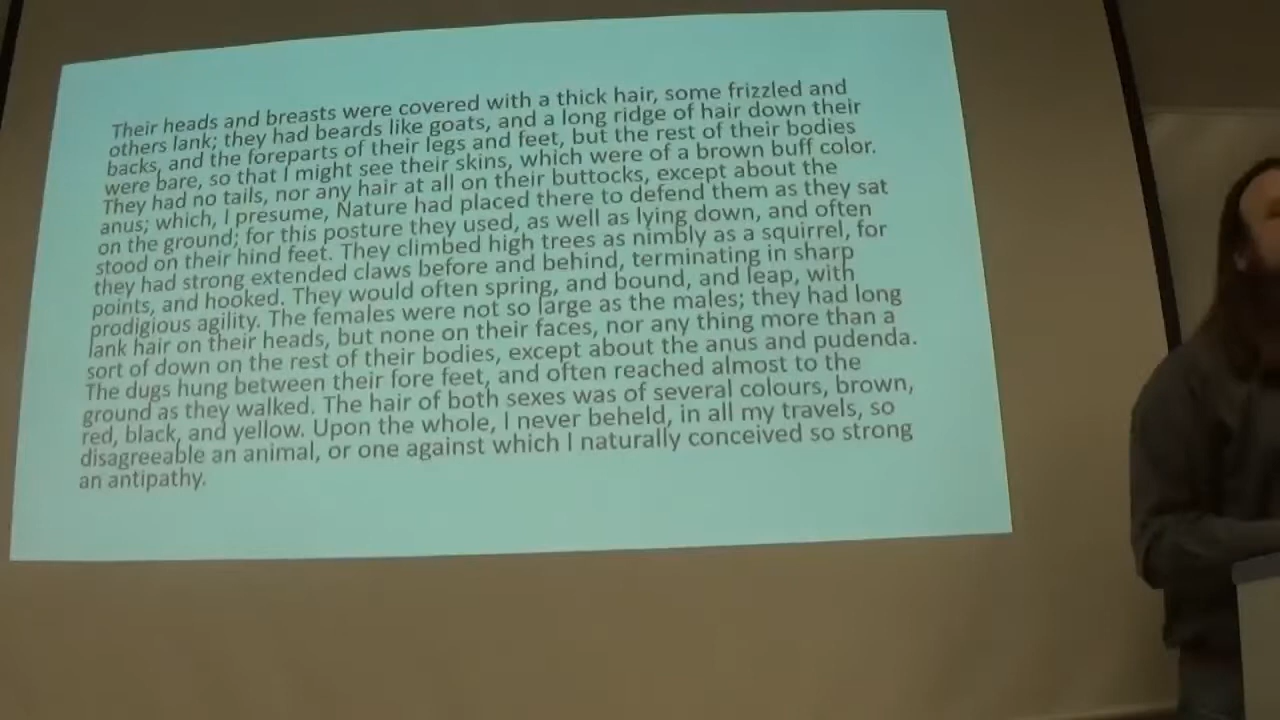 Their heads and breasts were covered with a thick hair, some frizzled and
others lank; they had beards like goats, and a long ridge of hair down their
backs, and the foreparts of their legs and feet, but the rest of their bodies
were bare, so that I might see their skins, which were of a brown buff color.
They had no tails, nor any hair at all on their buttocks, except about the
anus; which, I presume, Nature had placed there to defend them as they sat
on the ground; for this posture they used, as well as lying down, and often
stood on their hind feet. They climbed high trees as nimbly as a squirrel, for
they had strong extended claws before and behind, terminating in sharp
points, and hooked. They would often spring, and bound, and leap, with
prodigious agility. The females were not so large as the males; they had long
lank hair on their heads, but none on their faces, nor any thing more than a
sort of down on the rest of their bodies, except about the anus and pudenda.
The dugs hung between their fore feet, and often reached almost to the
ground as they walked. The hair of both sexes was of several colours, brown,
red, black, and yellow. Upon the whole, I never beheld, in all my travels, so
disagreeable an animal, or one against which I naturally conceived so strong
an antipathy.